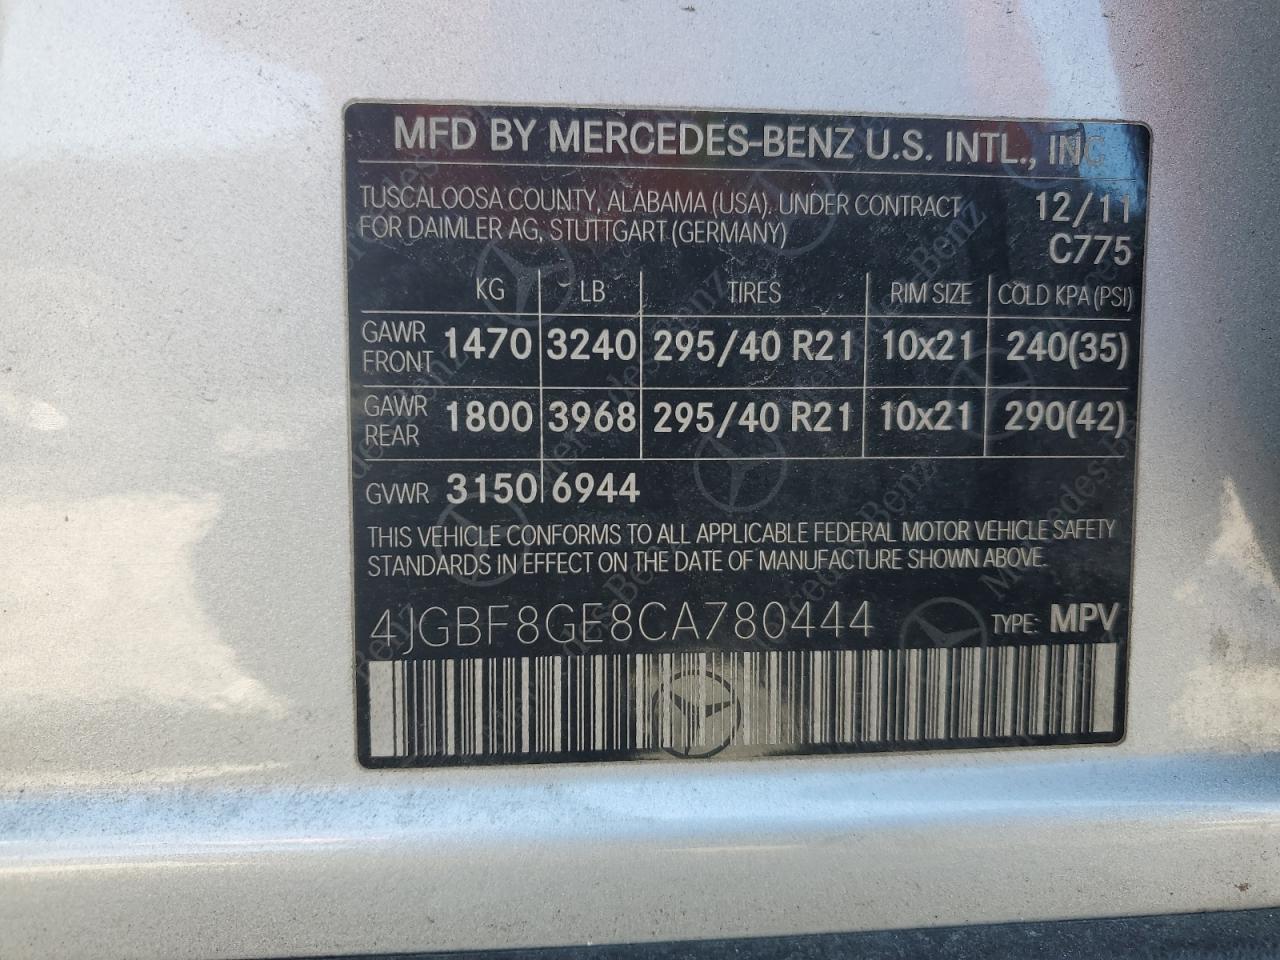 MFD BY MERCEDES-BENZ U.S. INTL., INC
TUSCALOOSA COUNTY, ALABAMA (USA). UNDER CONTRACT 12/11
FOR DAIMLER AG, STUTTGART (GERMANY) C775
KG LB TIRES RIM SIZE COLD KPA (PSI)
GAWR FRONT 1470 3240 295/40 R21 10x21 240(35)
GAWR REAR 1800 3968 295/40 R21 10x21 290(42)
GVWR 3150 6944
THIS VEHICLE CONFORMS TO ALL APPLICABLE FEDERAL MOTOR VEHICLE SAFETY
STANDARDS IN EFFECT ON THE DATE OF MANUFACTURE SHOWN ABOVE.
4JGBF8GE8CA780444 TYPE: MPV